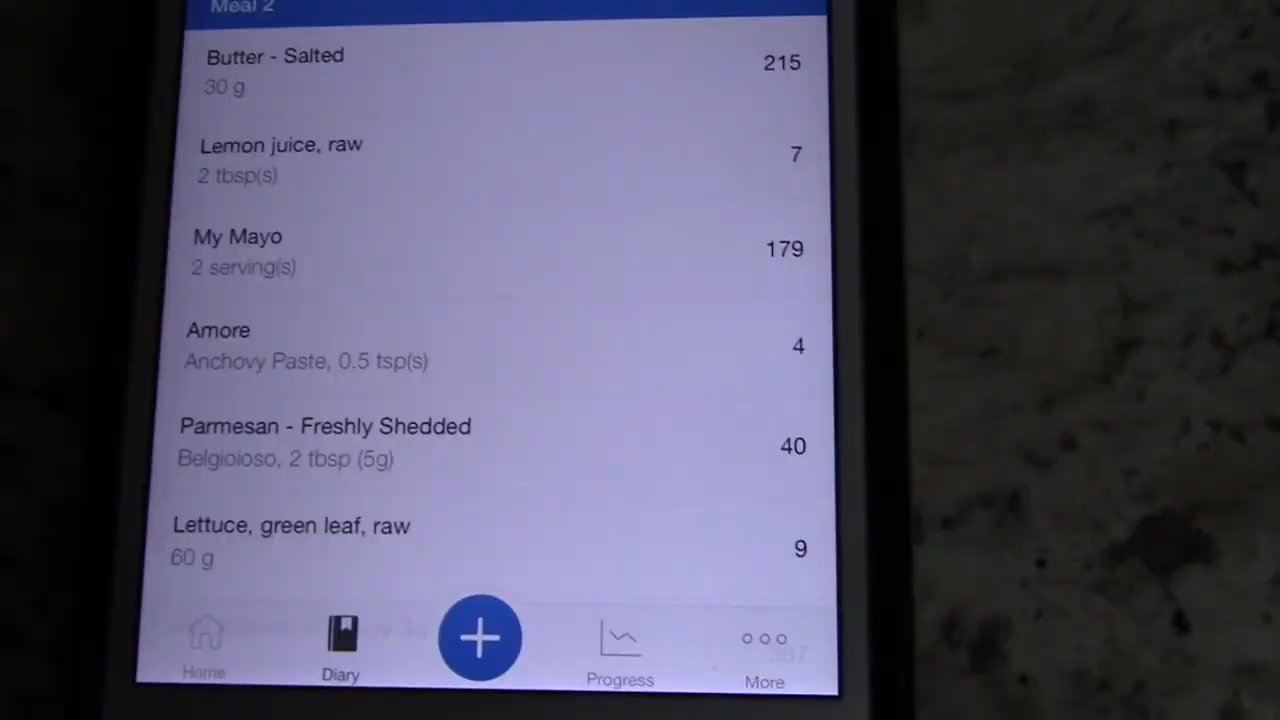 Meal 2
Butter - Salted
215
30 g
Lemon juice, raw
7
2 tbsp(s)
My Mayo
179
2 serving(s)
Amore
4
Anchovy Paste, 0.5 tsp(s)
Parmesan - Freshly Shedded
40
Belgioioso, 2 tbsp (5g)
Lettuce, green leaf, raw
9
60 g
Home
Diary
Progress
More